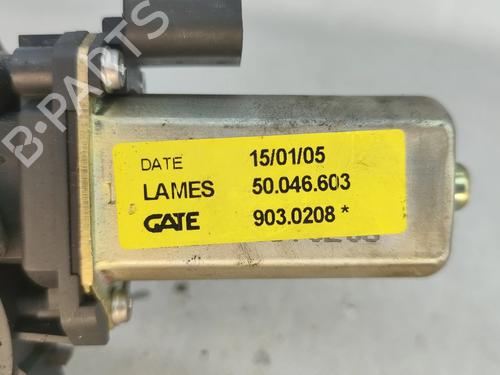 B-PARTS
DATE 15/01/05
LAMES 50.046.603
GATE 903.0208 *